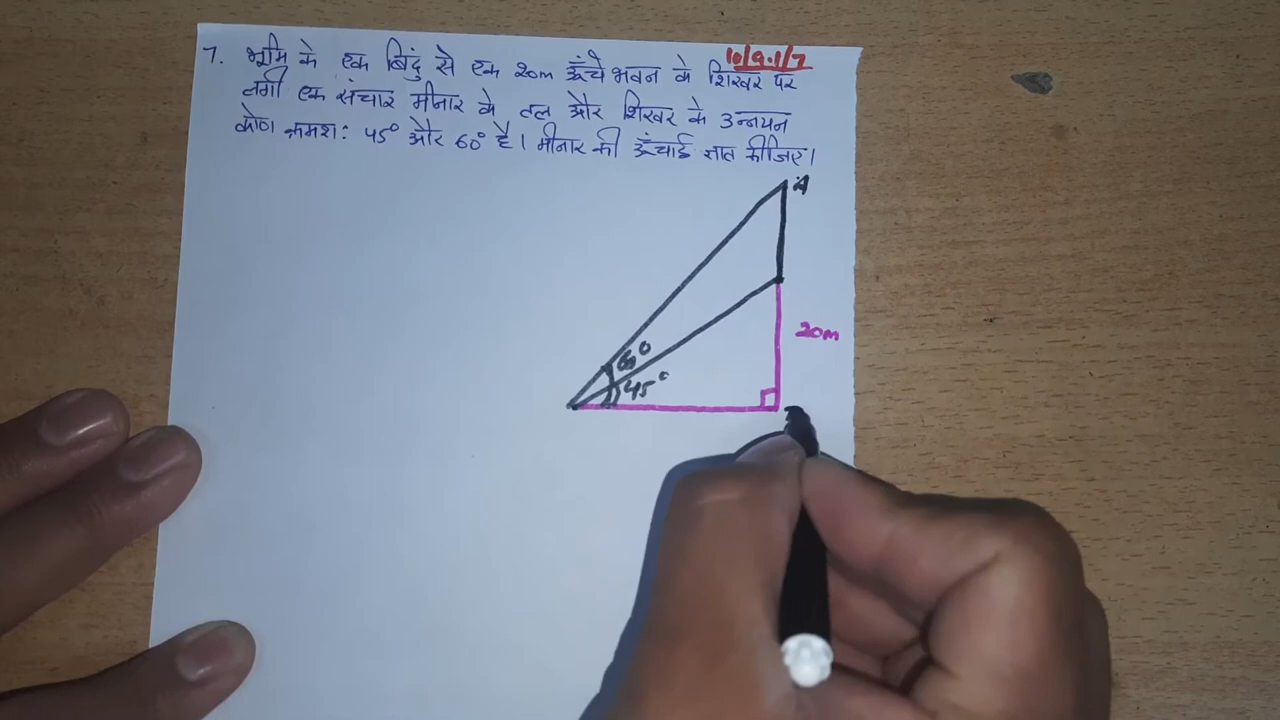 10/9.1/7
7. भूमि के एक बिंदु से एक 20m ऊँचे भवन के शिखर पर
लगी एक संचार मीनार के तल और शिखर के उन्नयन
कोण क्रमश: 45° और 60° है। मीनार की ऊँचाई ज्ञात कीजिए।
A
20m
60
45°